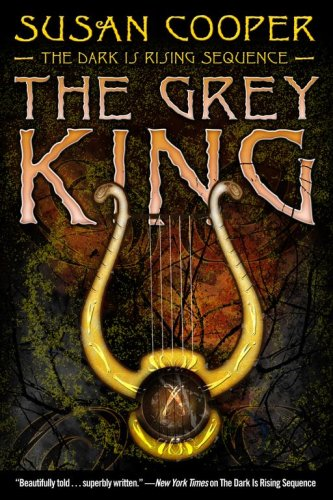 SUSAN COOPER
— THE DARK IS RISING SEQUENCE —
THE GREY
KING
"Beautifully told . . . superbly written." —New York Times on The Dark Is Rising Sequence